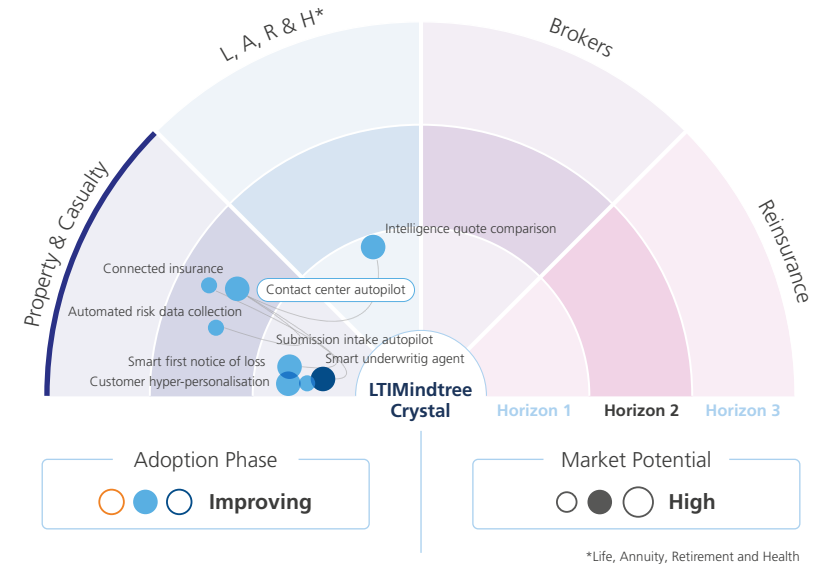 L, A, R & H*
Brokers
Property & Casualty
Reinsurance
Intelligence quote comparison
Connected insurance
Contact center autopilot
Automated risk data collection
Submission intake autopilot
Smart underwritig agent
Smart first notice of loss
Customer hyper-personalisation
LTIMindtree
Crystal
Horizon 1
Horizon 2
Horizon 3
Adoption Phase
Improving
Market Potential
High
*Life, Annuity, Retirement and Health